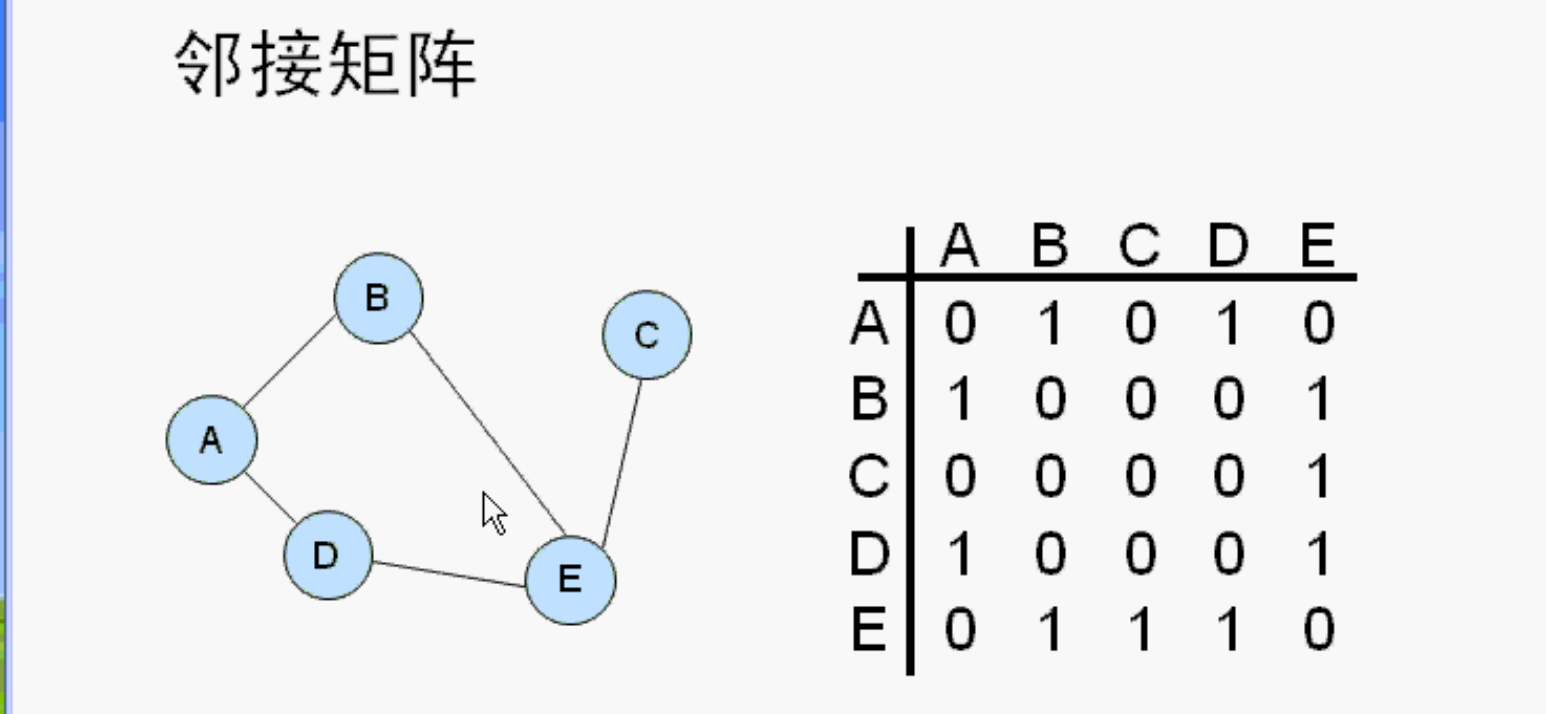 邻接矩阵
B
C
A
D
E
A B C D E
A 0 1 0 1 0
B 1 0 0 0 1
C 0 0 0 0 1
D 1 0 0 0 1
E 0 1 1 1 0